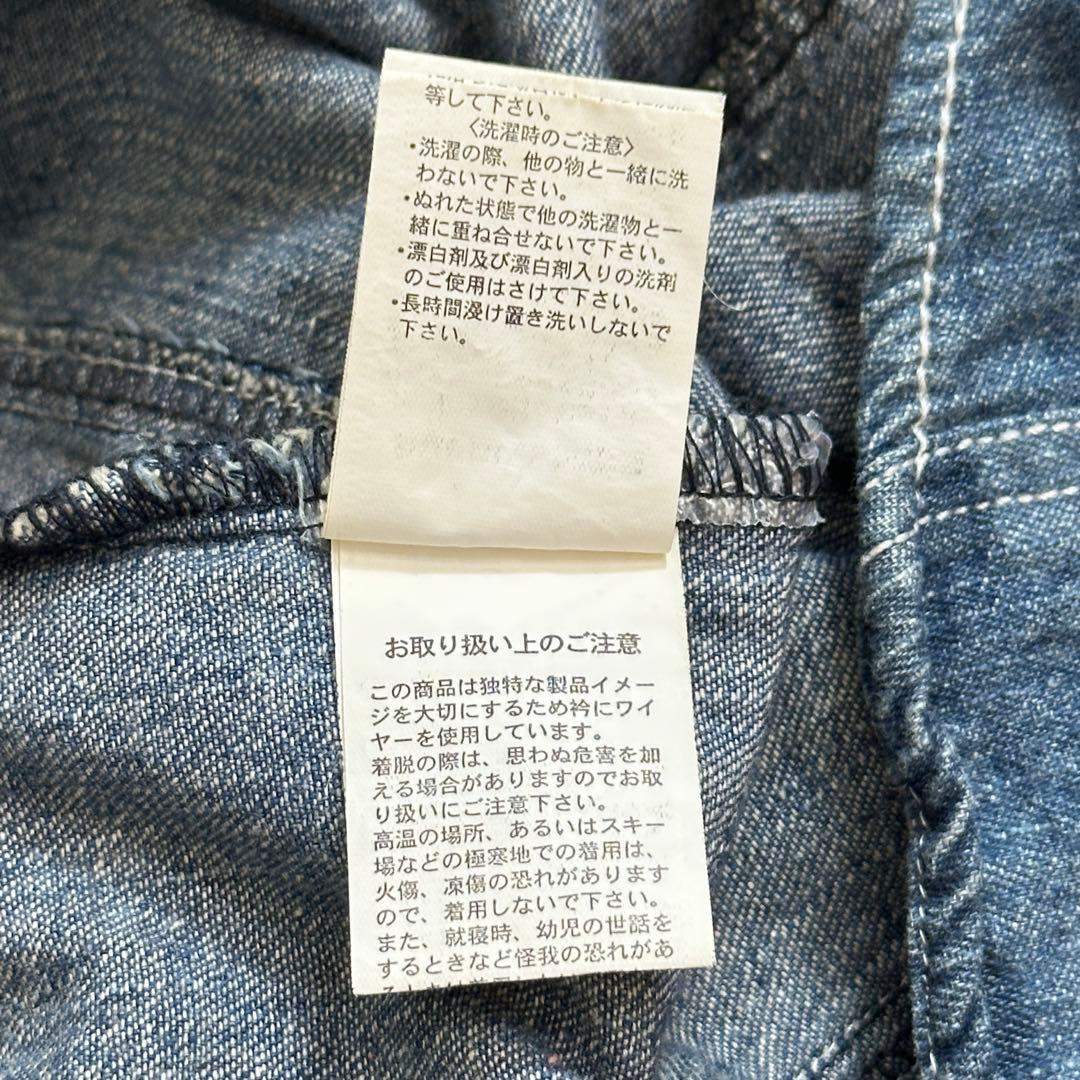 等して下さい。
〈洗濯時のご注意〉
・洗濯の際、他の物と一緒に洗
わないで下さい。
・ぬれた状態で他の洗濯物と一
緒に重ね合せないで下さい。
・漂白剤及び漂白剤入りの洗剤
のご使用はさけて下さい。
・長時間浸け置き洗いしないで
下さい。
お取り扱い上のご注意
この商品は独特な製品イメー
ジを大切にするため衿にワイ
ヤーを使用しています。
着脱の際は、思わぬ危害を加
える場合がありますのでお取
り扱いにご注意下さい。
高温の場所、あるいはスキー
場などの極寒地での着用は、
火傷、凍傷の恐れがあります
ので、着用しないで下さい。
また、就寝時、幼児の世話を
するときなど怪我の恐れがあ